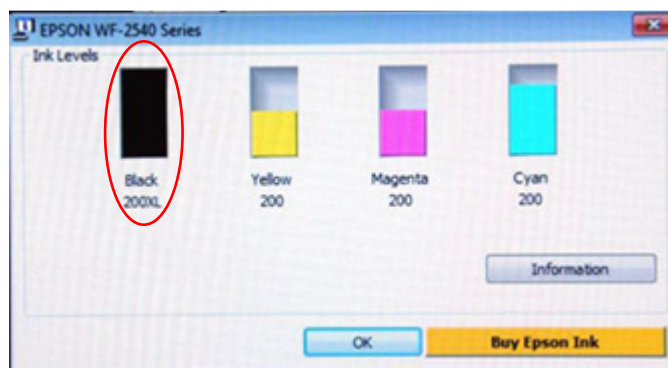 EPSON WF-2540 Series
Ink Levels
Black
200XL
Yellow
200
Magenta
200
Cyan
200
Information
OK
Buy Epson Ink